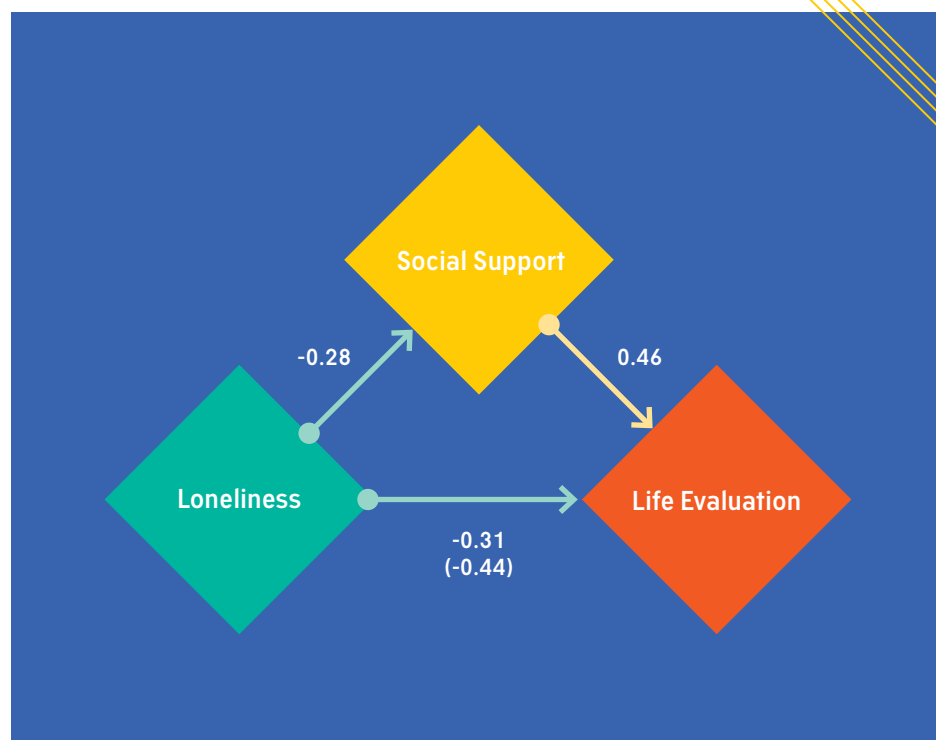 Social Support
-0.28
0.46
Loneliness
Life Evaluation
-0.31
(-0.44)